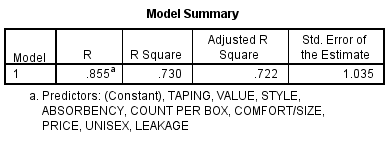 Model Summary
Model R R Square Adjusted R Square Std. Error of the Estimate
1 .855a .730 .722 1.035
a. Predictors: (Constant), TAPING, VALUE, STYLE,
ABSORBENCY, COUNT PER BOX, COMFORT/SIZE,
PRICE, UNISEX, LEAKAGE